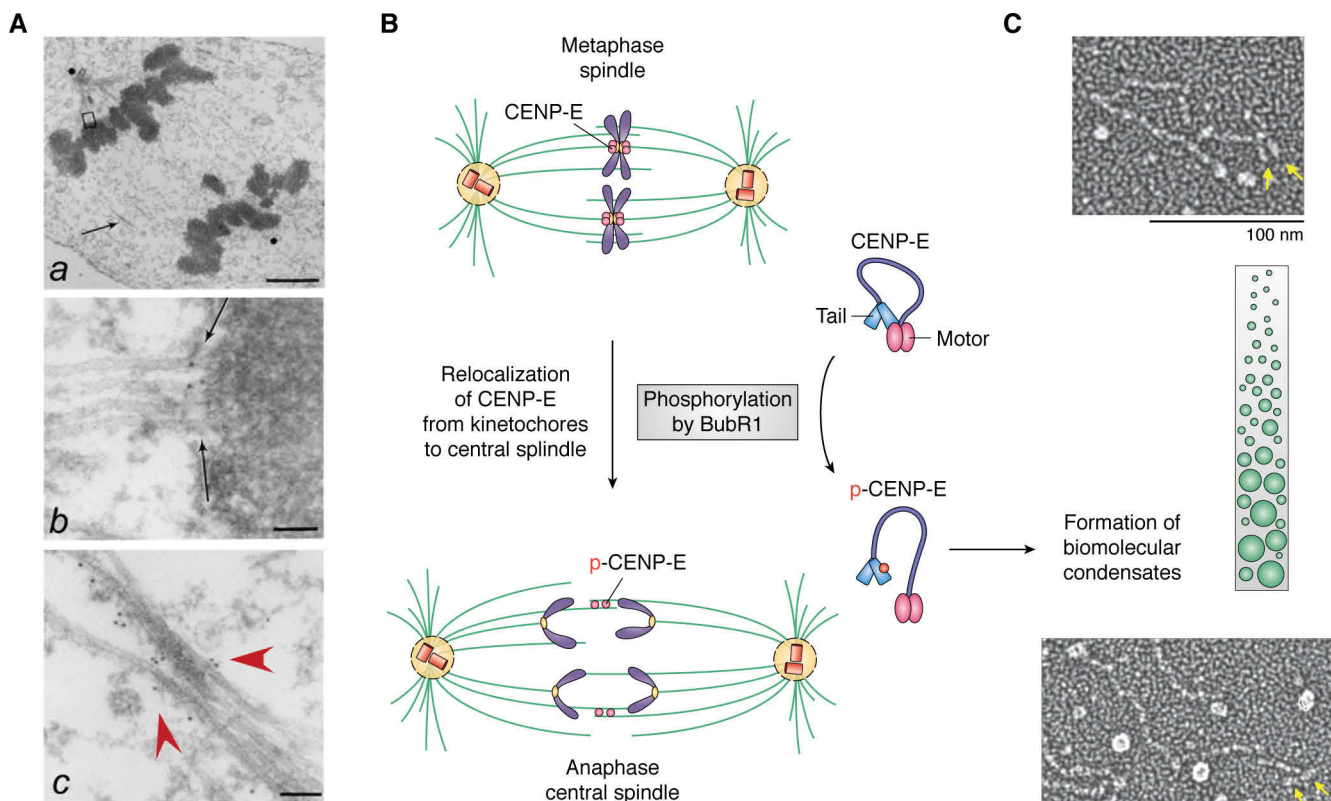 A
a
b
c
B
Metaphase
spindle
CENP-E
Relocalization
of CENP-E
from kinetochores
to central splindle
Phosphorylation
by BubR1
p-CENP-E
Anaphase
central spindle
CENP-E
Tail
Motor
p-CENP-E
Formation of
biomolecular
condensates
C
100 nm